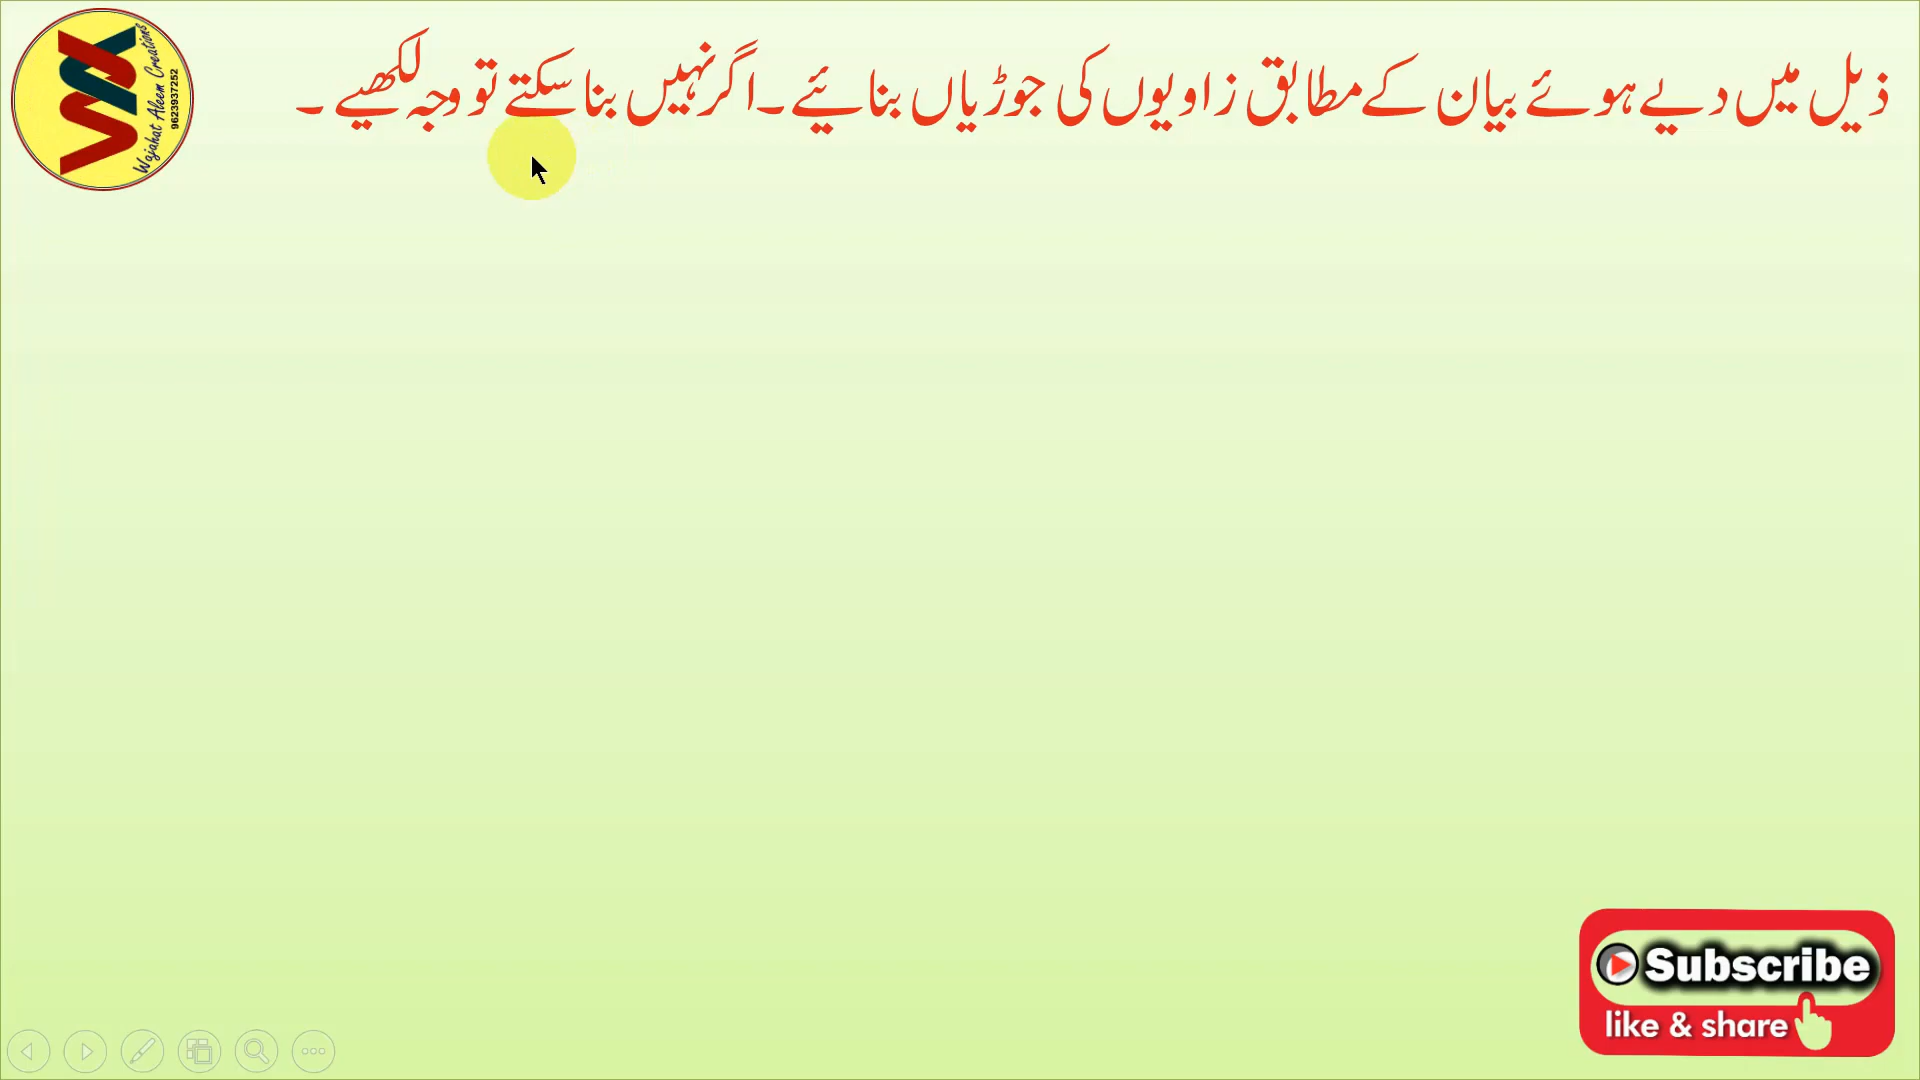 ذیل میں دیے ہوئے بیان کے مطابق زاویوں کی جوڑیاں بنائیے۔ اگر نہیں بنا سکتے تو وجہ لکھیے ۔
Wajahat Aleem Creations
9623937252
Subscribe
like & share